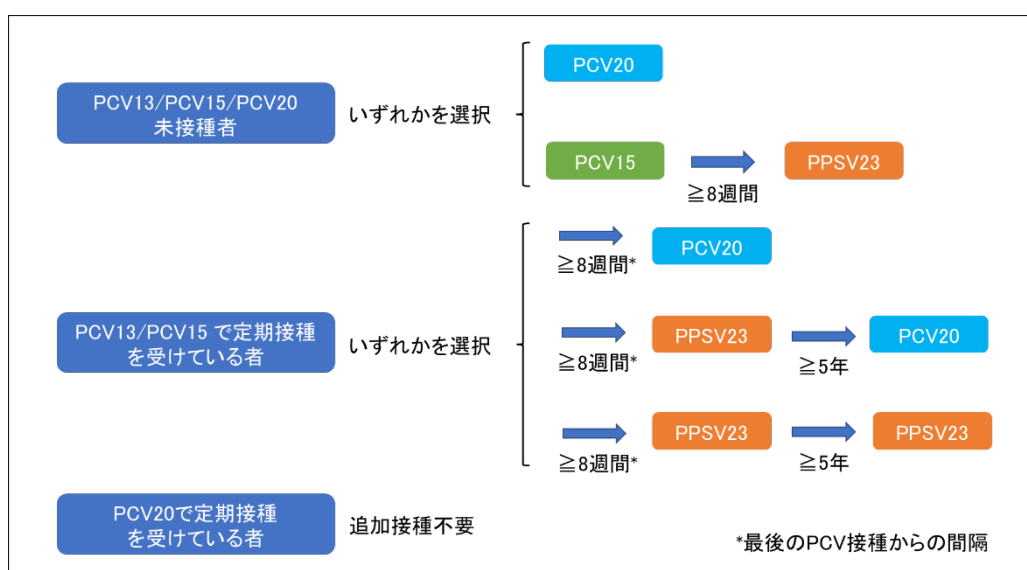 PCV13/PCV15/PCV20
未接種者
いずれかを選択
PCV20
PCV15
≧8週間
PPSV23
PCV13/PCV15 で定期接種
を受けている者
いずれかを選択
≧8週間*
PCV20
≧8週間*
PPSV23
≧5年
PCV20
≧8週間*
PPSV23
≧5年
PPSV23
PCV20で定期接種
を受けている者
追加接種不要
*最後のPCV接種からの間隔